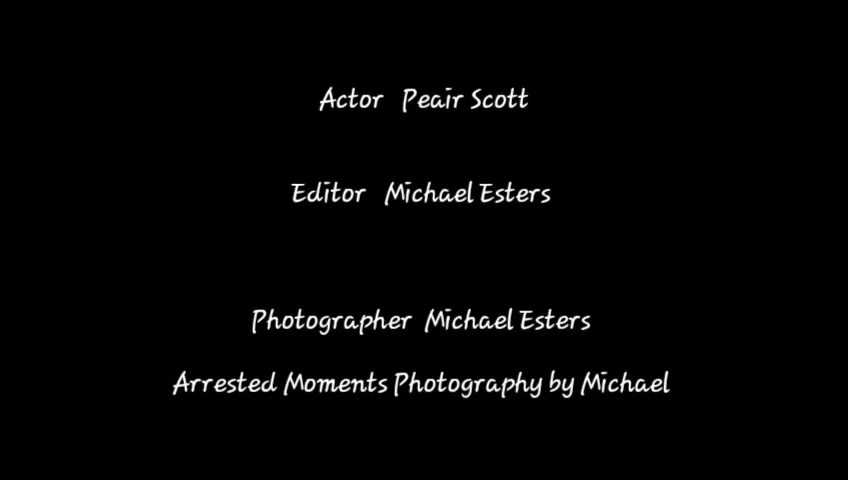 Actor Peair Scott
Editor Michael Esters
Photographer Michael Esters
Arrested Moments Photography by Michael